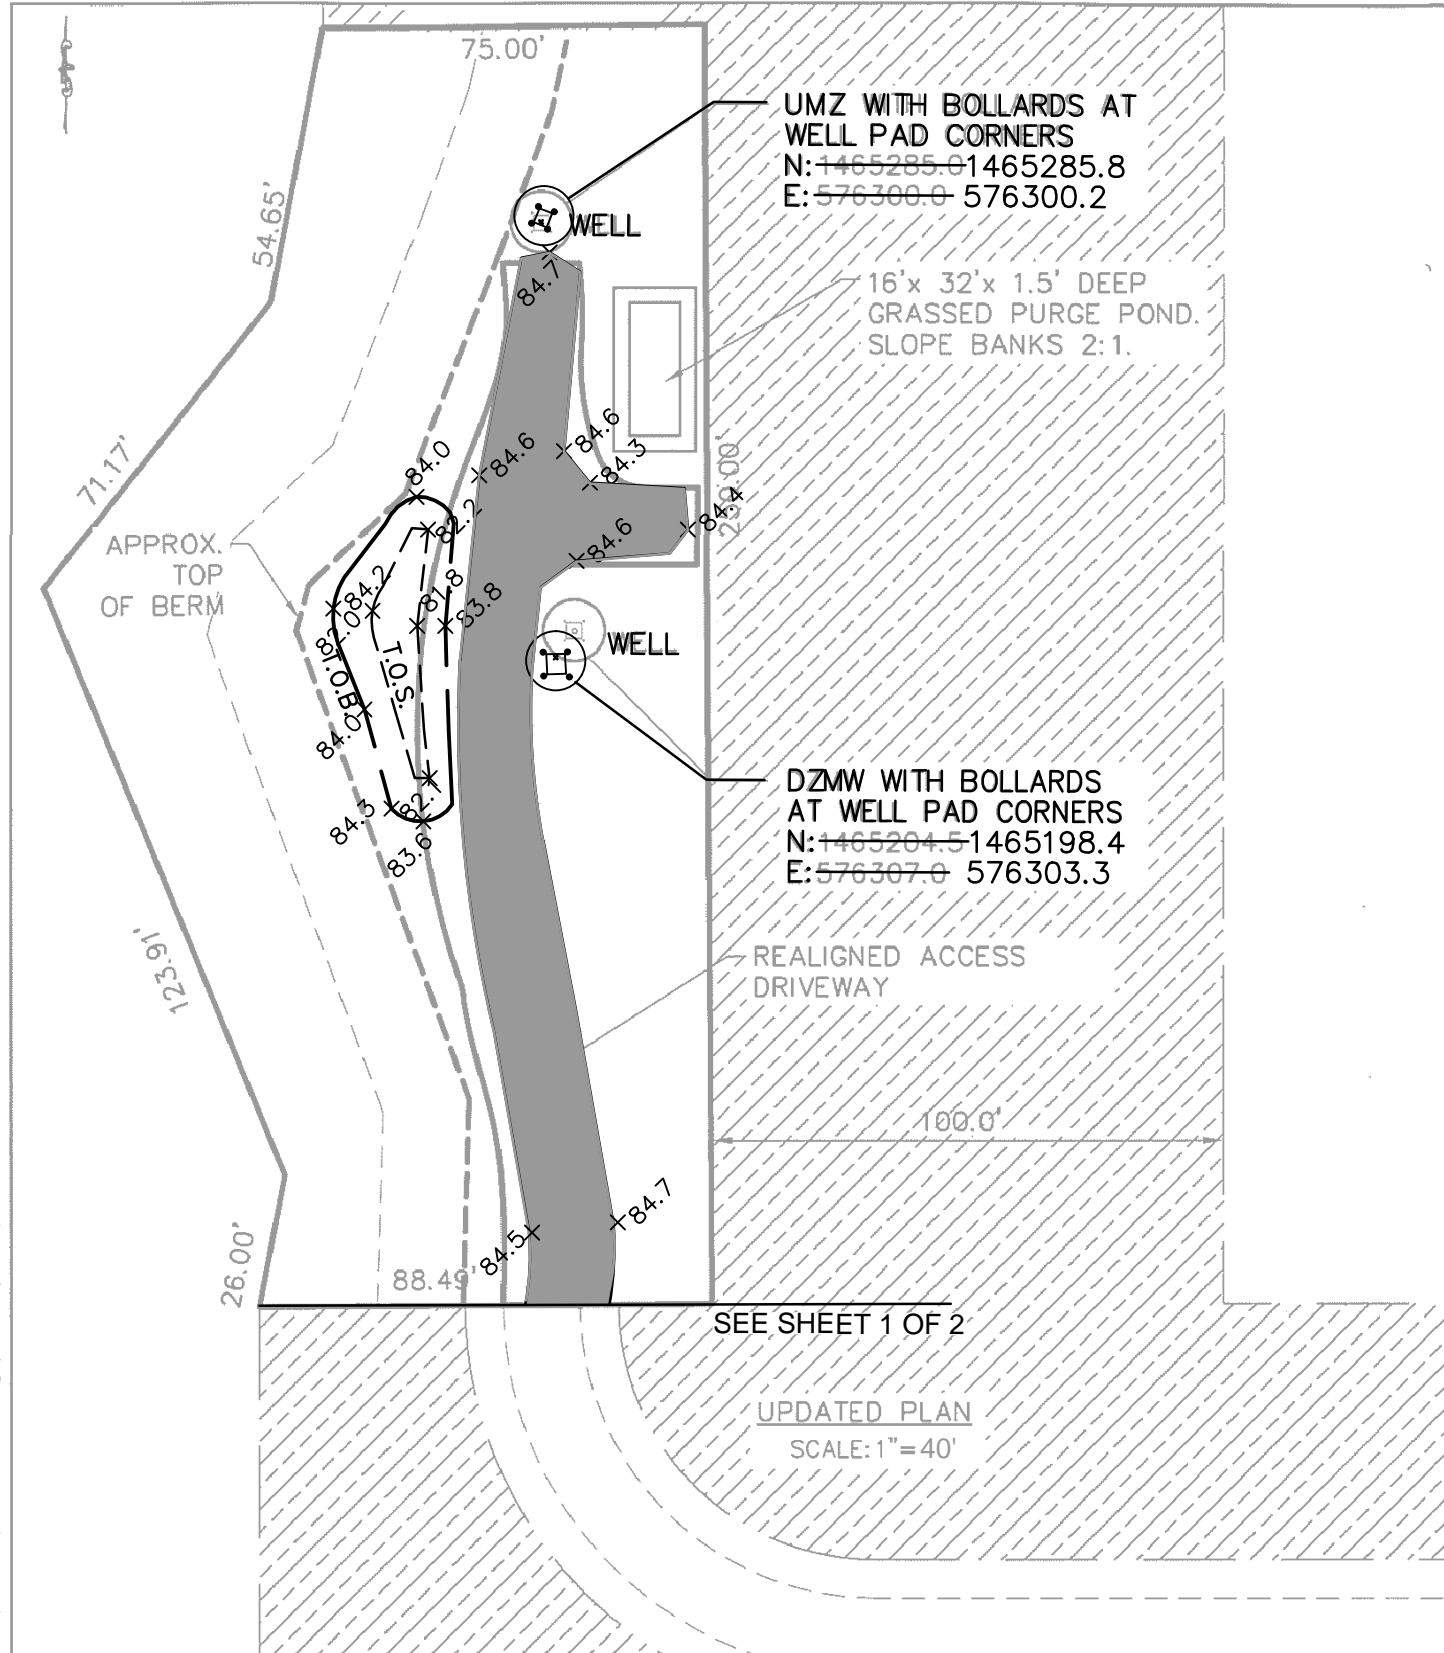 75.00'
UMZ WITH BOLLARDS AT
WELL PAD CORNERS
N: 1465285.0 1465285.8
E: 576300.0 576300.2
54.65'
WELL
84.7
16'x 32'x 1.5' DEEP
GRASSED PURGE POND.
SLOPE BANKS 2:1.
71.17'
84.0
84.6
84.6
84.3
84.4
82.2
84.6
APPROX.
TOP
OF BERM
84.2
81.8
83.8
82.0
T.O.B.
T.O.S.
WELL
84.0
84.3
82.1
83.6
DZMW WITH BOLLARDS
AT WELL PAD CORNERS
N: 1465204.5 1465198.4
E: 576307.0 576303.3
123.91'
REALIGNED ACCESS
DRIVEWAY
100.0'
84.7
84.5
26.00'
88.49'
SEE SHEET 1 OF 2
UPDATED PLAN
SCALE: 1"=40'